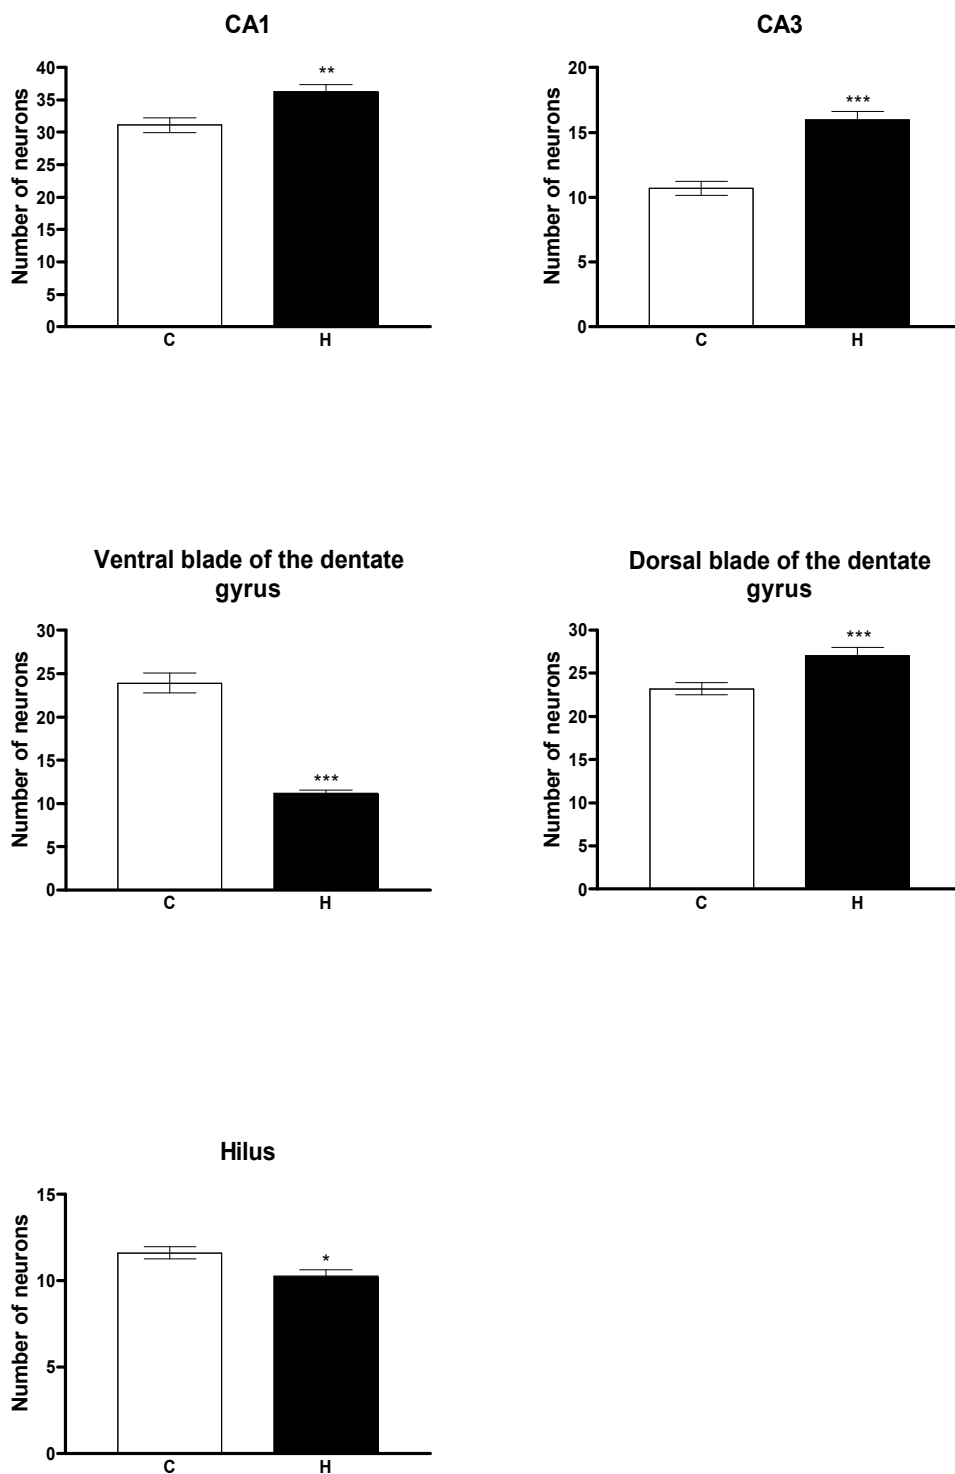 CA1
Number of neurons
40
35
30
25
20
15
10
5
0
**
C
H
CA3
Number of neurons
20
15
10
5
0
***
C
H
Ventral blade of the dentate
gyrus
Number of neurons
30
25
20
15
10
5
0
***
C
H
Dorsal blade of the dentate
gyrus
Number of neurons
30
25
20
15
10
5
0
***
C
H
Hilus
Number of neurons
15
10
5
0
*
C
H